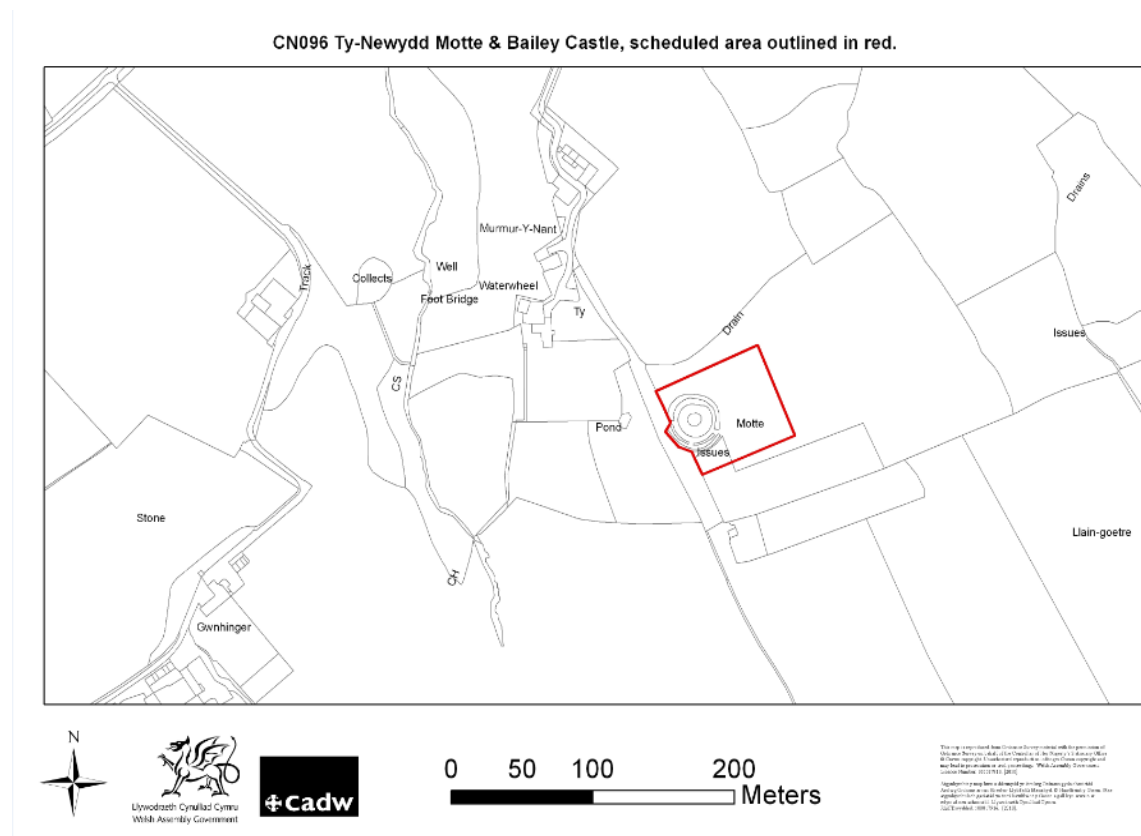 CN096 Ty-Newydd Motte & Bailey Castle, scheduled area outlined in red.
Drains
Murmur-Y-Nant
Well
Track
Collects
Waterwheel
Foot Bridge
Ty
Drain
Issues
CS
Motte
Pond
Issues
Stone
Llain-goetre
CH
Gwnhinger
N
0 50 100 200
Meters
Llywodraeth Cynulliad Cymru
Welsh Assembly Government
Cadw